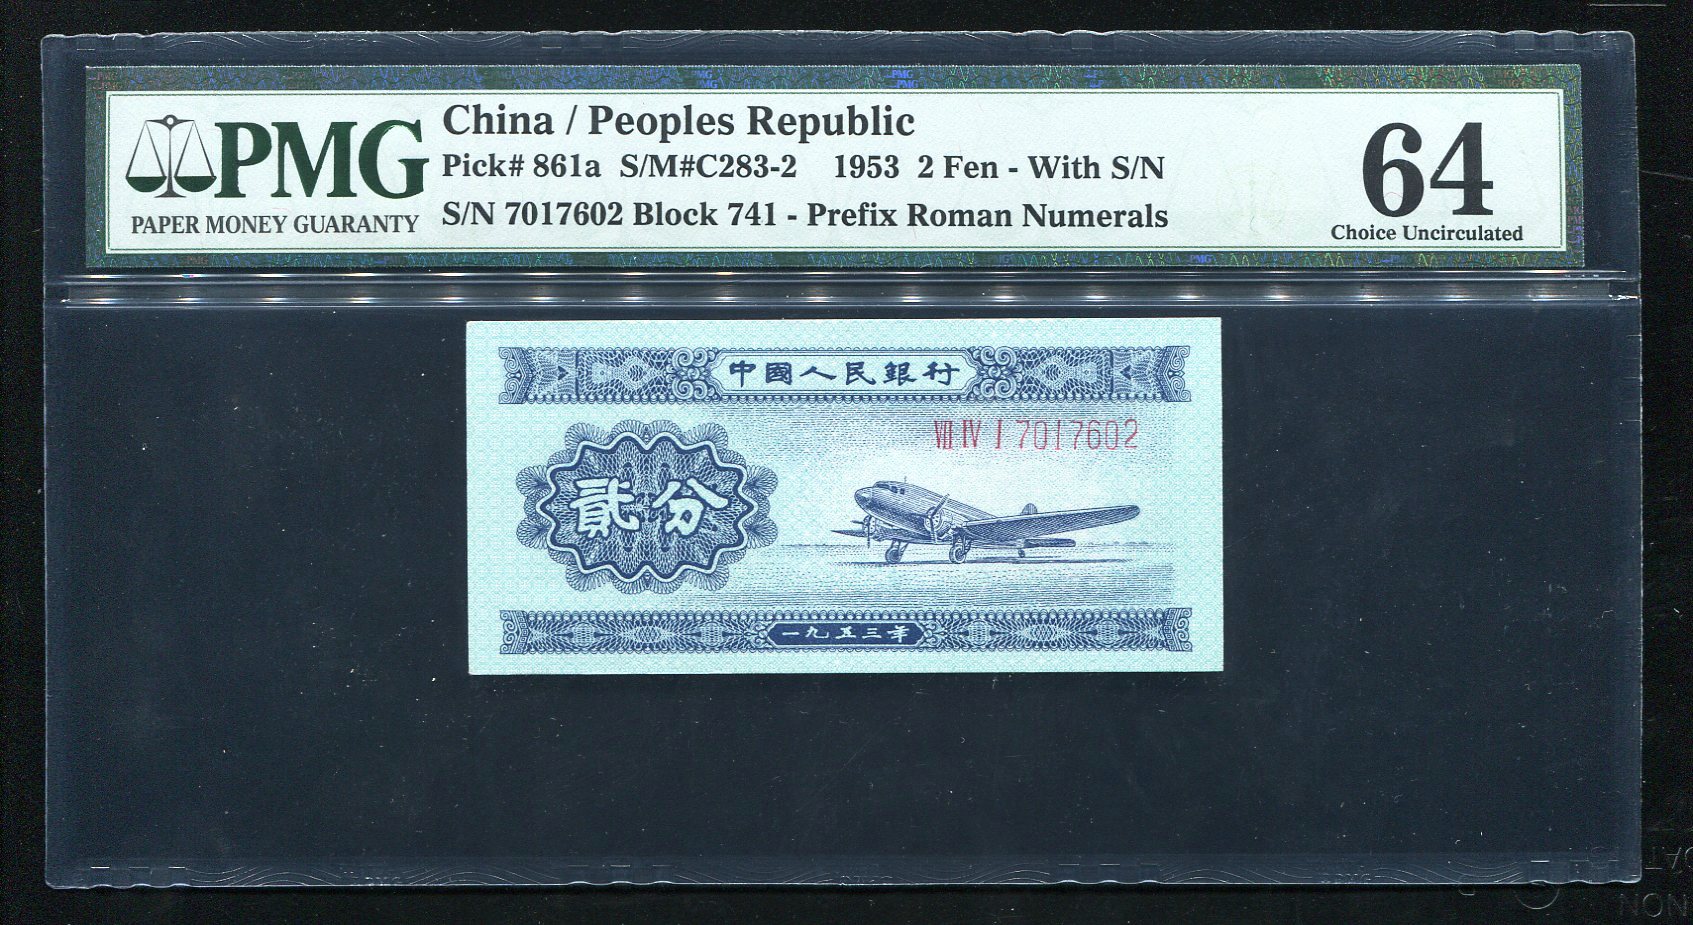 China / Peoples Republic
PMG
PAPER MONEY GUARANTY
Pick# 861a S/M#C283-2 1953 2 Fen - With S/N
S/N 7017602 Block 741 - Prefix Roman Numerals
64
Choice Uncirculated
中國人民銀行
VII IV I 7017602
貳分
一九五三年